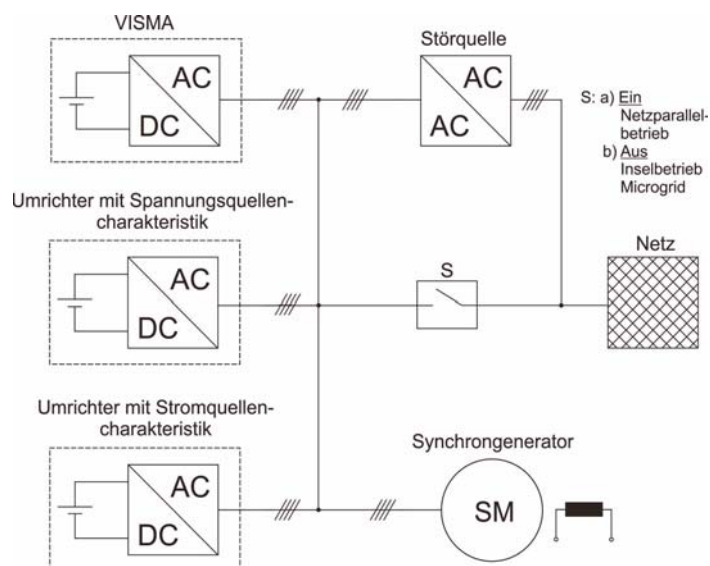 VISMA
AC
DC
Störquelle
AC
AC
S: a) Ein
Netzparallel-
betrieb
b) Aus
Inselbetrieb
Microgrid
Umrichter mit Spannungsquellen-
charakteristik
AC
DC
S
Netz
Umrichter mit Stromquellen-
charakteristik
AC
DC
Synchrongenerator
SM